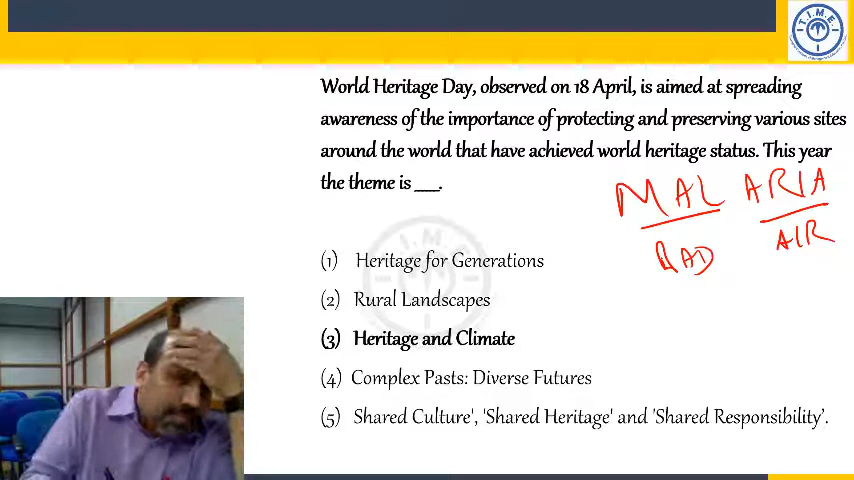 T.I.M.E.
World Heritage Day, observed on 18 April, is aimed at spreading
awareness of the importance of protecting and preserving various sites
around the world that have achieved world heritage status. This year
the theme is ___.
MAL ARIA
BAD AIR
(1) Heritage for Generations
(2) Rural Landscapes
(3) Heritage and Climate
(4) Complex Pasts: Diverse Futures
(5) Shared Culture', 'Shared Heritage' and 'Shared Responsibility'.